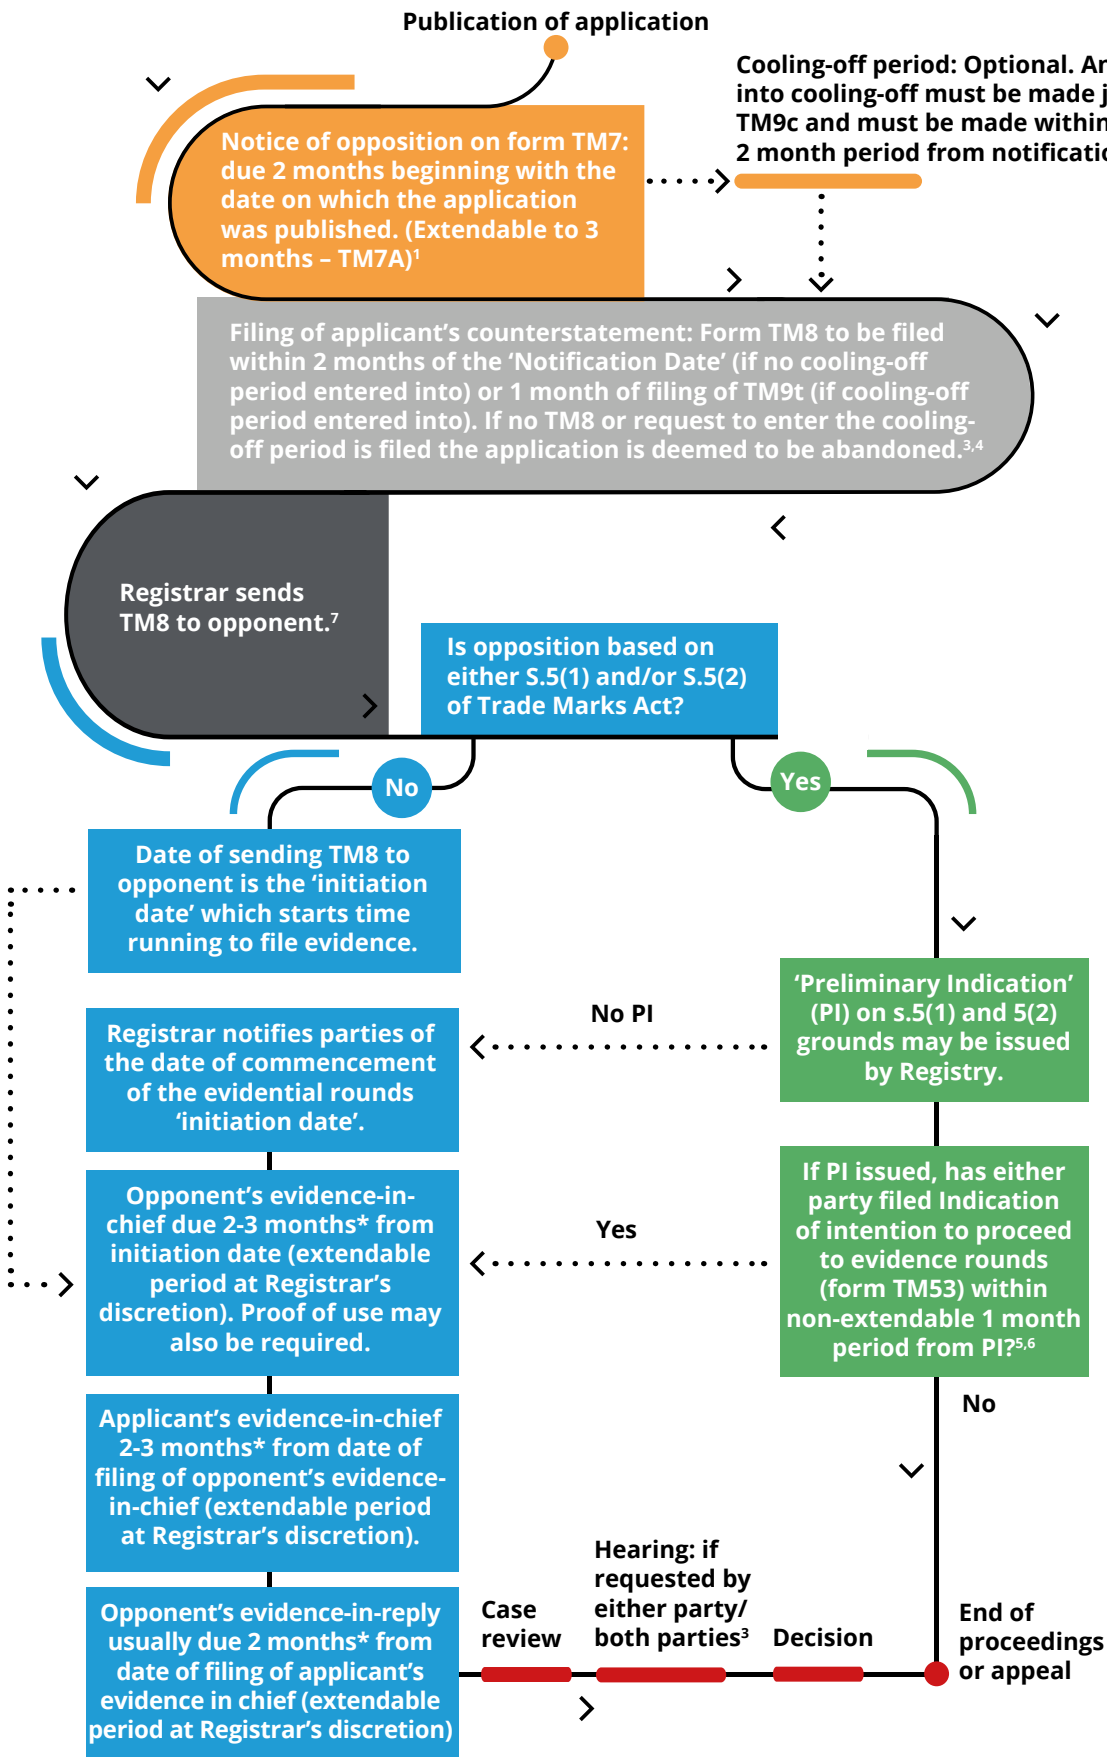 Publication of application
Cooling-off period: Optional. 
into cooling-off must be made
TM9c and must be made within
2 month period from
Notice of opposition on form TM7:
due 2 months beginning with the
date on which the application
was published. (Extendable to 3
months – TM7A)¹
Filing of applicant’s counterstatement: Form TM8 to be filed
within 2 months of the ‘Notification Date’ (if no cooling-off
period entered into) or 1 month of filing of TM9t (if cooling-off
period entered into). If no TM8 or request to enter the cooling-
off period is filed the application is deemed to be abandoned.³,⁴
Registrar sends
TM8 to opponent.⁷
Is opposition based on
either S.5(1) and/or S.5(2)
of Trade Marks Act?
No
Yes
Date of sending TM8 to
opponent is the ‘initiation
date’ which starts time
running to file evidence.
‘Preliminary Indication’
(PI) on s.5(1) and 5(2)
grounds may be issued
by Registry.
No PI
Registrar notifies parties of
the date of commencement
of the evidential rounds
‘initiation date’.
If PI issued, has either
party filed Indication
of intention to proceed
to evidence rounds
(form TM53) within
non-extendable 1 month
period from PI?⁵,⁶
Yes
Opponent’s evidence-in-
chief due 2-3 months* from
initiation date (extendable
period at Registrar’s
discretion). Proof of use may
also be required.
No
Applicant’s evidence-in-chief
2-3 months* from date of
filing of opponent’s evidence-
in-chief (extendable period
at Registrar’s discretion).
Opponent’s evidence-in-reply
usually due 2 months* from
date of filing of applicant’s
evidence in chief (extendable
period at Registrar’s discretion)
Case
review
Hearing: if
requested by
either party/
both parties³
Decision
End of
proceedings
or appeal